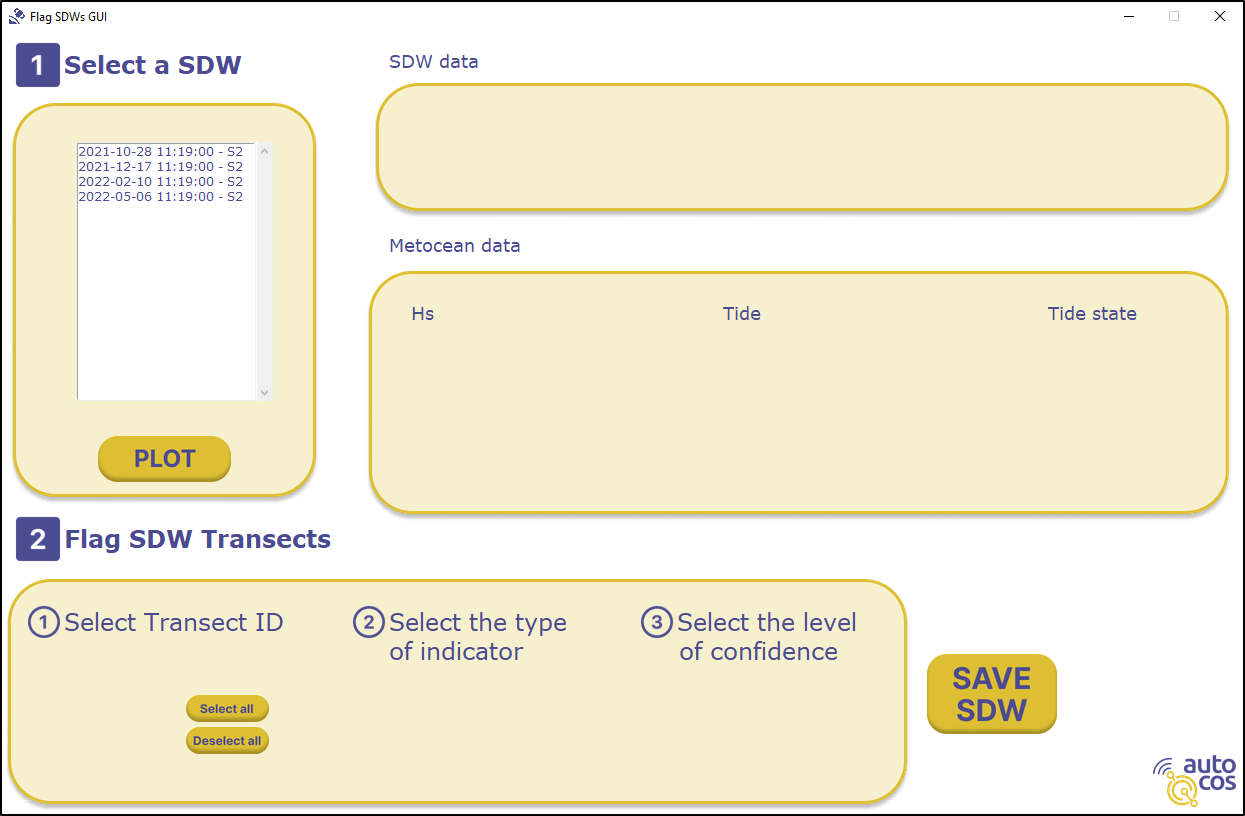 Flag SDWs GUI
1 Select a SDW
2021-10-28 11:19:00 - S2
2021-12-17 11:19:00 - S2
2022-02-10 11:19:00 - S2
2022-05-06 11:19:00 - S2
PLOT
SDW data
Metocean data
Hs Tide Tide state
2 Flag SDW Transects
1 Select Transect ID
Select all
Deselect all
2 Select the type
of indicator
3 Select the level
of confidence
SAVE
SDW
auto
cos